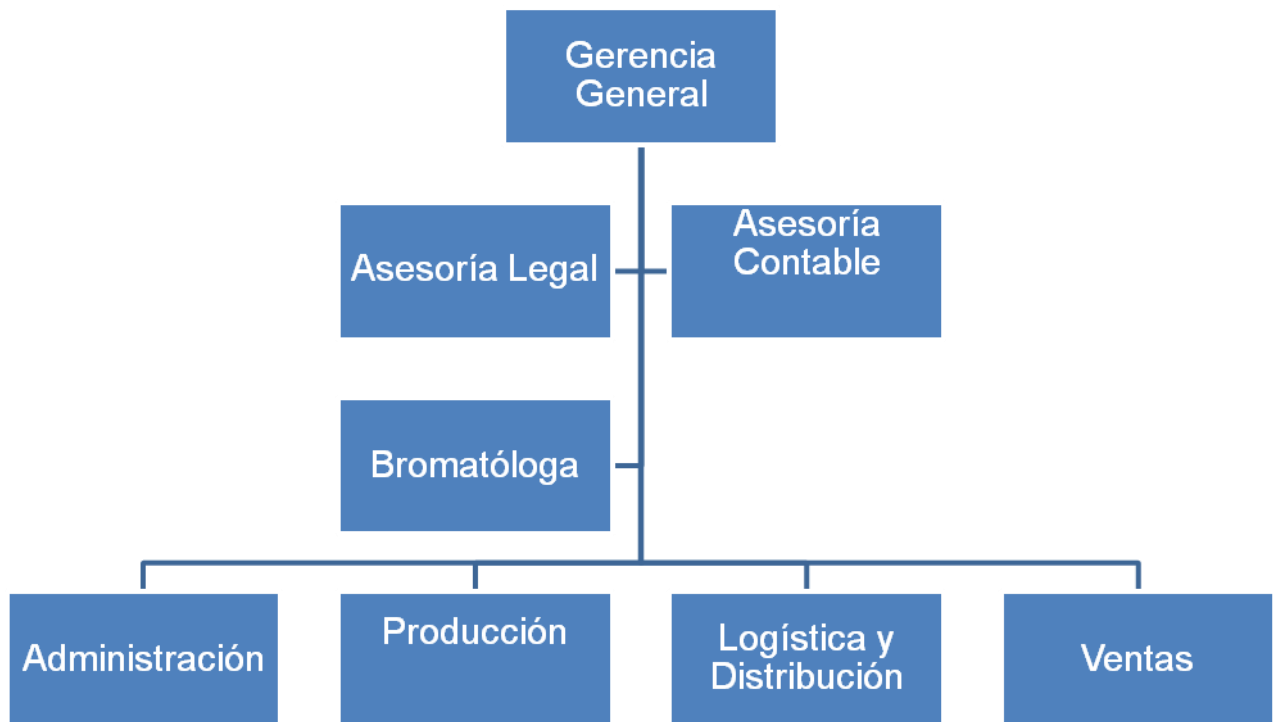 Gerencia
General
Asesoría Legal
Asesoría
Contable
Bromatóloga
Administración
Producción
Logística y
Distribución
Ventas